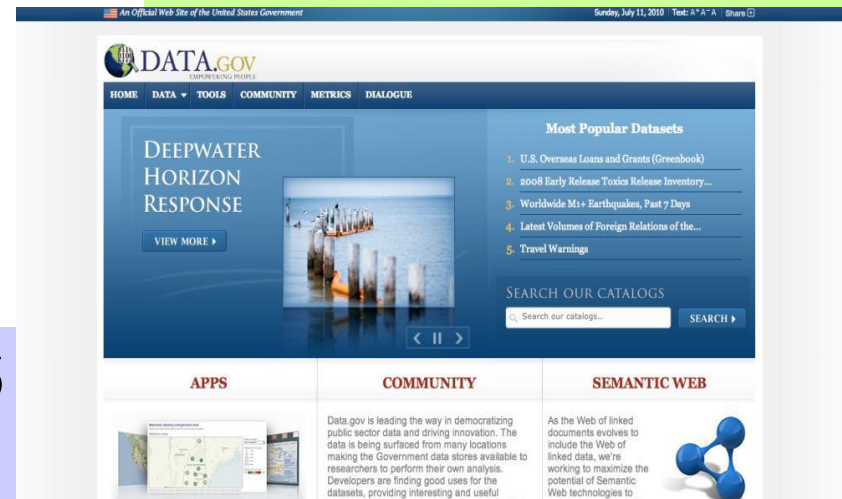 An Official Web Site of the United States Government
Sunday, July 11, 2010 Text: A+ A- A Share
DATA.GOV
EMPOWERING PEOPLE
HOME DATA TOOLS COMMUNITY METRICS DIALOGUE
DEEPWATER
HORIZON
RESPONSE
VIEW MORE
Most Popular Datasets
1. U.S. Overseas Loans and Grants (Greenbook)
2. 2008 Early Release Toxics Release Inventory...
3. Worldwide M1+ Earthquakes, Past 7 Days
4. Latest Volumes of Foreign Relations of the...
5. Travel Warnings
SEARCH OUR CATALOGS
Search our catalogs..
SEARCH
APPS
COMMUNITY
Data.gov is leading the way in democratizing
public sector data and driving innovation. The
data is being surfaced from many locations
making the Government data stores available to
researchers to perform their own analysis.
Developers are finding good uses for the
datasets, providing interesting and useful
SEMANTIC WEB
As the Web of linked
documents evolves to
include the Web of
linked data, we're
working to maximize the
potential of Semantic
Web technologies to